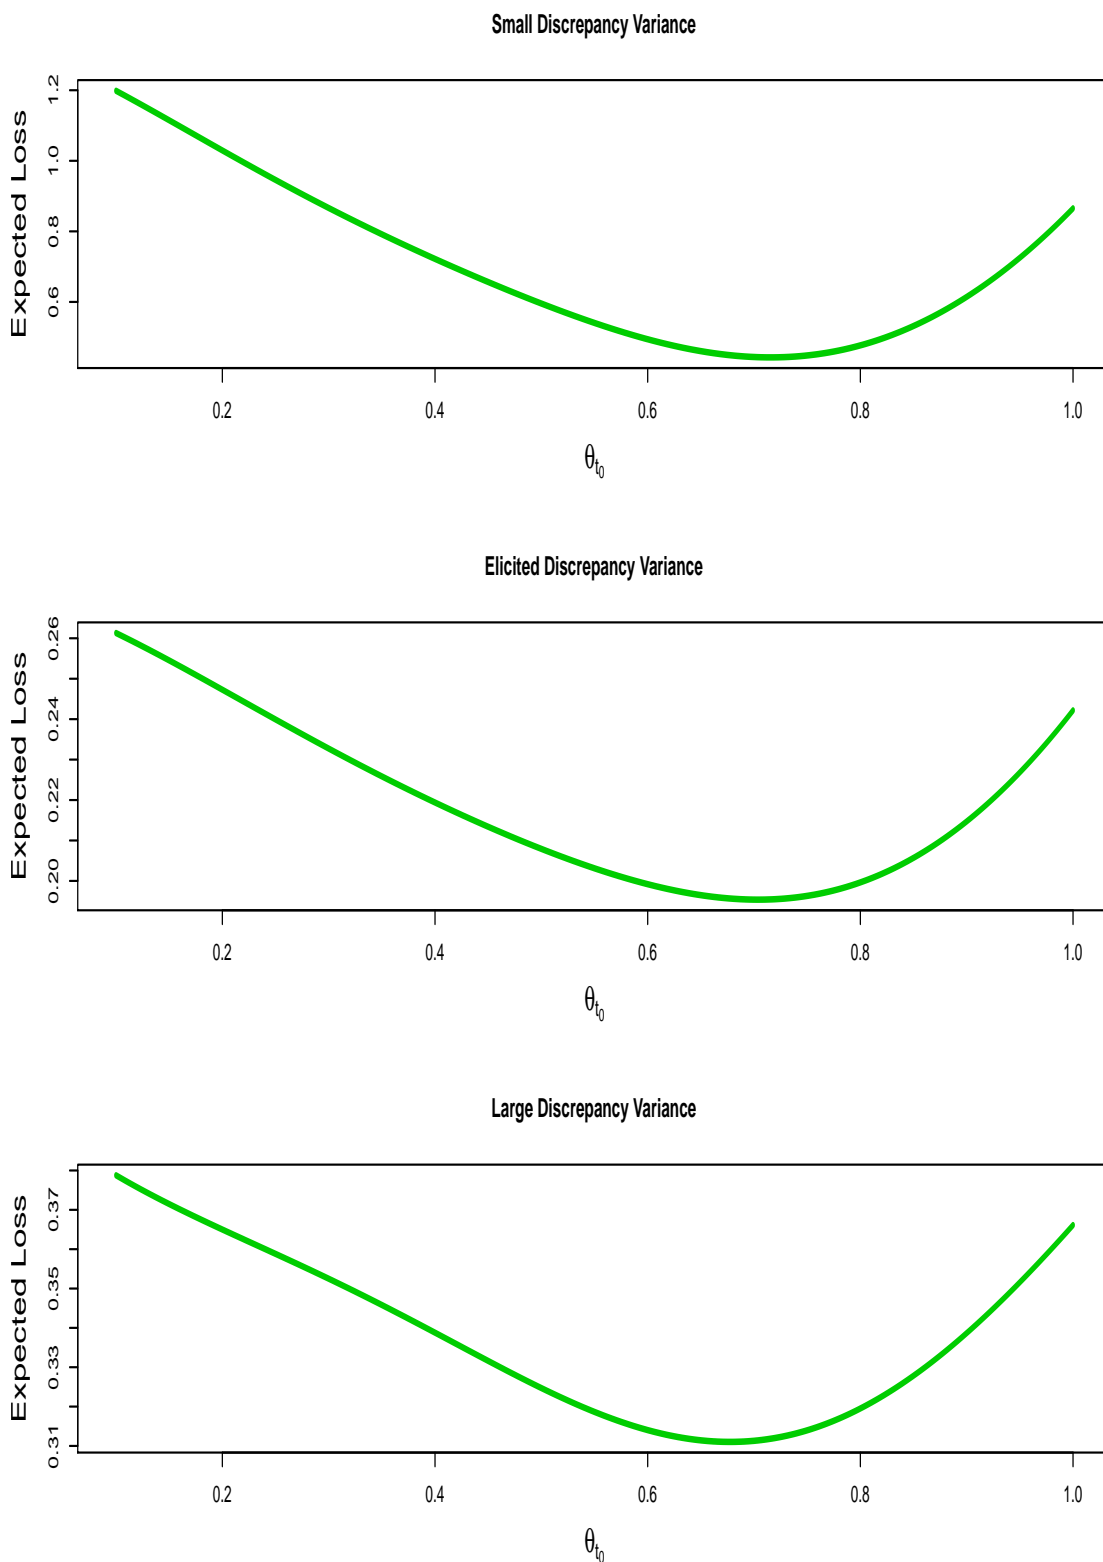 Small Discrepancy Variance
Expected Loss
1.2
1.0
0.8
0.6
0.2 0.4 0.6 0.8 1.0
θt0
Elicited Discrepancy Variance
Expected Loss
0.26
0.24
0.22
0.20
0.2 0.4 0.6 0.8 1.0
θt0
Large Discrepancy Variance
Expected Loss
0.37
0.35
0.33
0.31
0.2 0.4 0.6 0.8 1.0
θt0